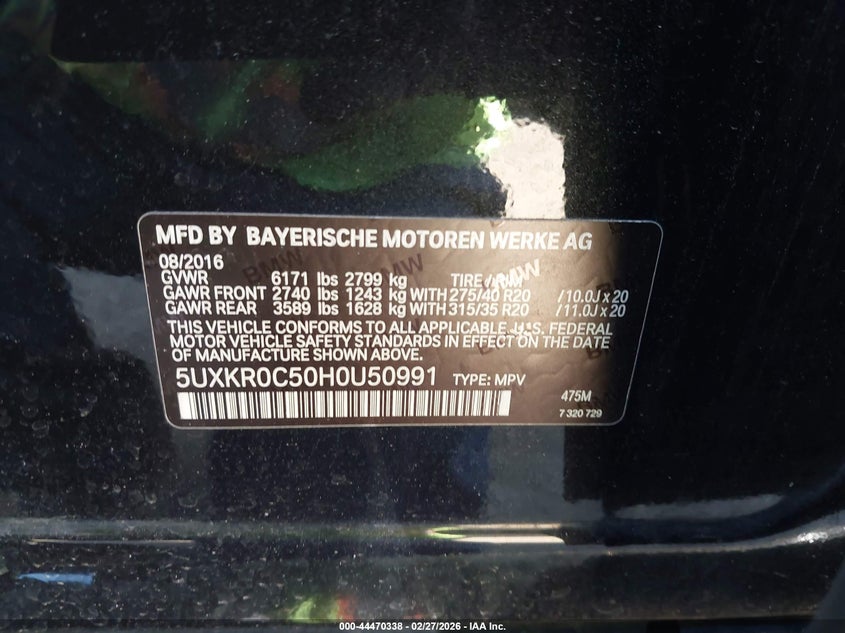 MFD BY BAYERISCHE MOTOREN WERKE AG
08/2016
GVWR 6171 lbs 2799 kg TIRE / RIM
GAWR FRONT 2740 lbs 1243 kg WITH 275/40 R20 / 10.0J x 20
GAWR REAR 3589 lbs 1628 kg WITH 315/35 R20 / 11.0J x 20
THIS VEHICLE CONFORMS TO ALL APPLICABLE U.S. FEDERAL
MOTOR VEHICLE SAFETY STANDARDS IN EFFECT ON THE DATE
OF MANUFACTURE SHOWN ABOVE.
5UXKR0C50H0U50991 TYPE: MPV
475M
7 320 729
000-44470338 - 02/27/2026 - IAA Inc.